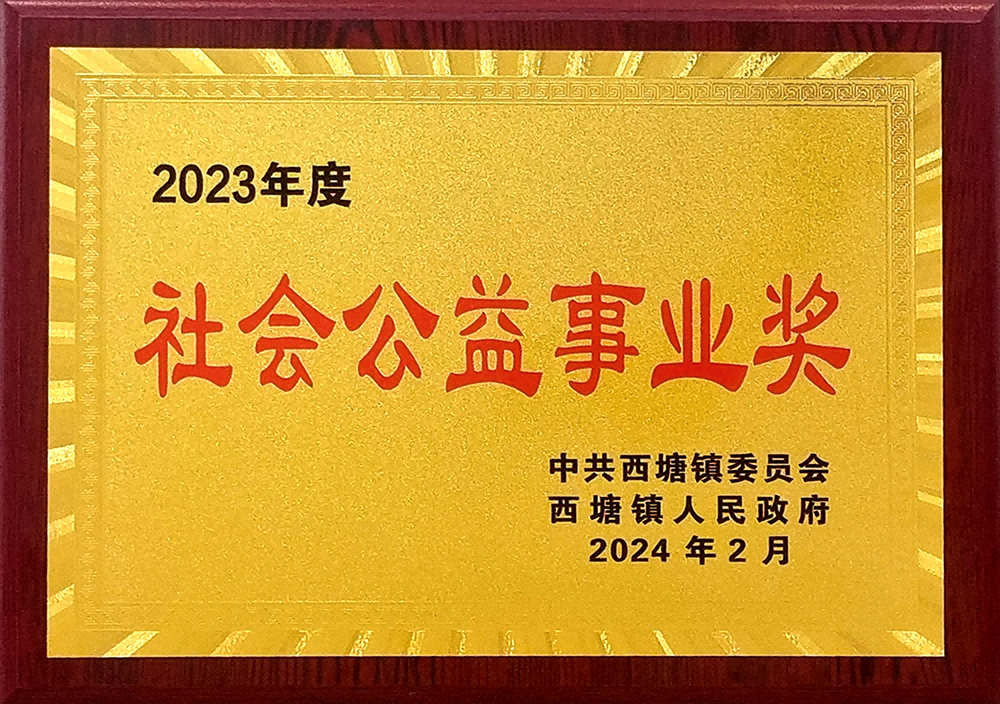 2023年度
社会公益事业奖
中共西塘镇委员会
西塘镇人民政府
2024 年 2 月